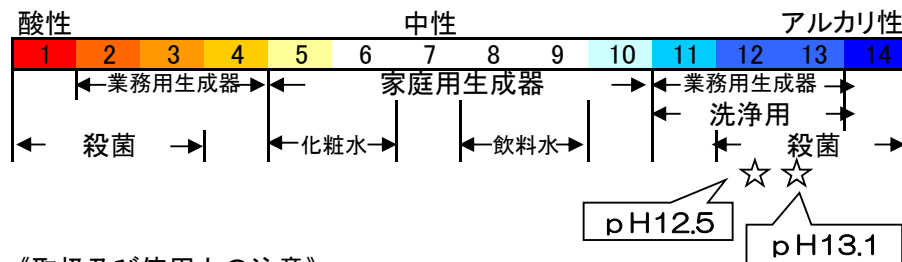 酸性 中性 アルカリ性
1 2 3 4 5 6 7 8 9 10 11 12 13 14
業務用生成器 家庭用生成器 業務用生成器
洗浄用
殺菌 化粧水 飲料水 殺菌
☆ ☆
pH12.5
pH13.1